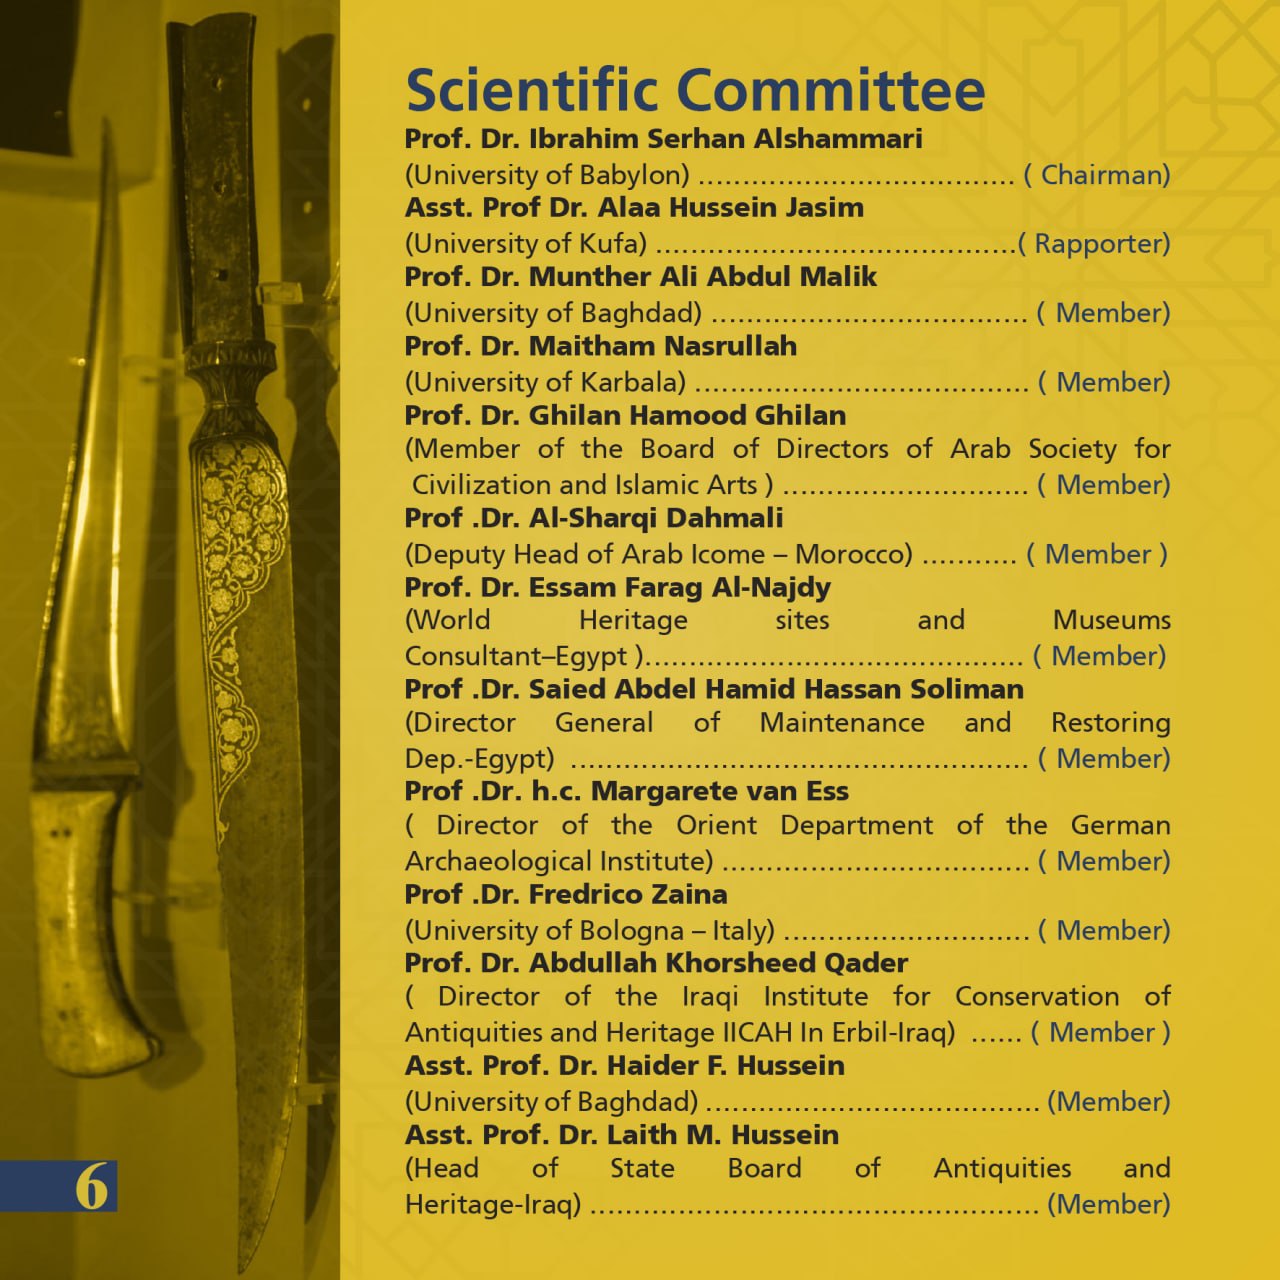 Scientific Committee
Prof. Dr. Ibrahim Serhan Alshammari
(University of Babylon) .................................... ( Chairman)
Asst. Prof Dr. Alaa Hussein Jasim
(University of Kufa) .........................................( Rapporter)
Prof. Dr. Munther Ali Abdul Malik
(University of Baghdad) .................................... ( Member)
Prof. Dr. Maitham Nasrullah
(University of Karbala) ...................................... ( Member)
Prof. Dr. Ghilan Hamood Ghilan
(Member of the Board of Directors of Arab Society for
Civilization and Islamic Arts ) ............................ ( Member)
Prof .Dr. Al-Sharqi Dahmali
(Deputy Head of Arab Icome – Morocco) ........... ( Member )
Prof. Dr. Essam Farag Al-Najdy
(World Heritage sites and Museums
Consultant–Egypt )........................................... ( Member)
Prof .Dr. Saied Abdel Hamid Hassan Soliman
(Director General of Maintenance and Restoring
Dep.-Egypt) .................................................... ( Member)
Prof .Dr. h.c. Margarete van Ess
( Director of the Orient Department of the German
Archaeological Institute) ................................... ( Member)
Prof .Dr. Fredrico Zaina
(University of Bologna – Italy) ............................ ( Member)
Prof. Dr. Abdullah Khorsheed Qader
( Director of the Iraqi Institute for Conservation of
Antiquities and Heritage IICAH In Erbil-Iraq) ...... ( Member )
Asst. Prof. Dr. Haider F. Hussein
(University of Baghdad) ...................................... (Member)
Asst. Prof. Dr. Laith M. Hussein
(Head of State Board of Antiquities and
Heritage-Iraq) ................................................... (Member)
6